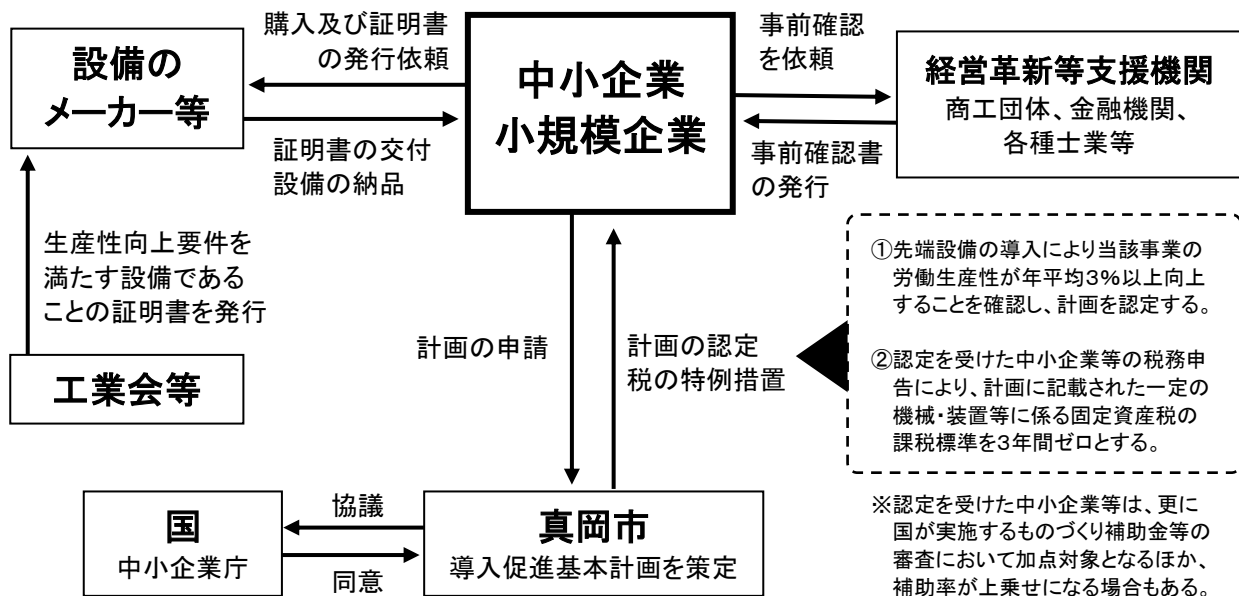 購入及び証明書
の発行依頼
事前確認
を依頼
設備の
メーカー等
中小企業
小規模企業
経営革新等支援機関
商工団体、金融機関、
各種士業等
証明書の交付
設備の納品
事前確認書
の発行
生産性向上要件を
満たす設備である
ことの証明書を発行
工業会等
計画の申請
計画の認定
税の特例措置
①先端設備の導入により当該事業の
労働生産性が年平均3%以上向上
することを確認し、計画を認定する。
②認定を受けた中小企業等の税務申
告により、計画に記載された一定の
機械・装置等に係る固定資産税の
課税標準を3年間ゼロとする。
国
中小企業庁
協議
同意
真岡市
導入促進基本計画を策定
※認定を受けた中小企業等は、更に
国が実施するものづくり補助金等の
審査において加点対象となるほか、
補助率が上乗せになる場合もある。